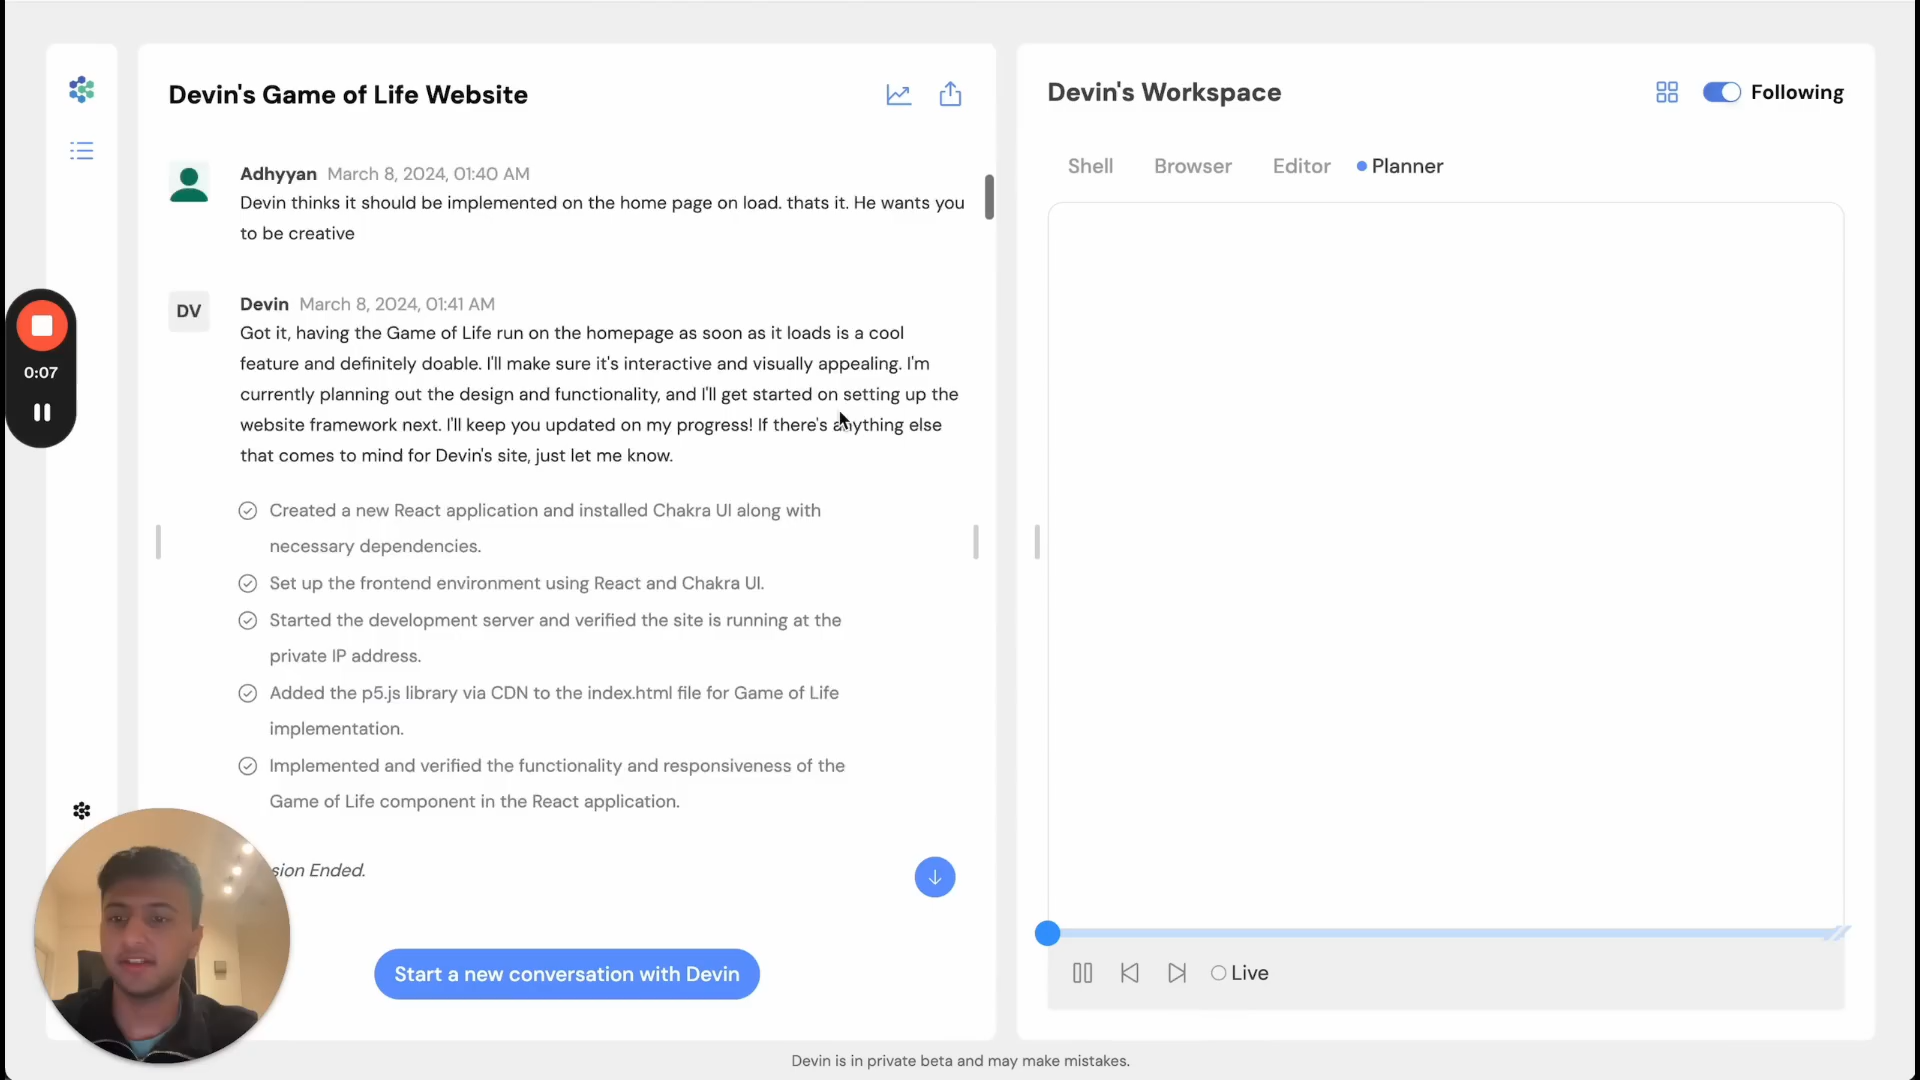 Devin's Game of Life Website
Adhyyan March 8, 2024, 01:40 AM
Devin thinks it should be implemented on the home page on load. thats it. He wants you
to be creative
DV
Devin March 8, 2024, 01:41 AM
Got it, having the Game of Life run on the homepage as soon as it loads is a cool
feature and definitely doable. I'll make sure it's interactive and visually appealing. I'm
currently planning out the design and functionality, and I'll get started on setting up the
website framework next. I'll keep you updated on my progress! If there's anything else
that comes to mind for Devin's site, just let me know.
Created a new React application and installed Chakra UI along with
necessary dependencies.
Set up the frontend environment using React and Chakra UI.
Started the development server and verified the site is running at the
private IP address.
Added the p5.js library via CDN to the index.html file for Game of Life
implementation.
Implemented and verified the functionality and responsiveness of the
Game of Life component in the React application.
sion Ended.
Start a new conversation with Devin
0:07
Devin's Workspace
Following
Shell Browser Editor Planner
Live
Devin is in private beta and may make mistakes.